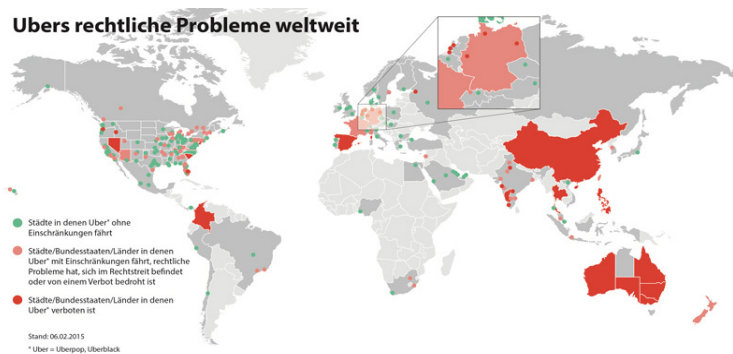 Ubers rechtliche Probleme weltweit
Städte in denen Uber* ohne
Einschränkungen fährt
Städte/Bundesstaaten/Länder in denen
Uber* mit Einschränkungen fährt, rechtliche
Probleme hat, sich im Rechtstreit befindet
oder von einem Verbot bedroht ist
Städte/Bundesstaaten/Länder in denen
Uber* verboten ist
Stand: 06.02.2015
* Uber = Uberpop, Uberblack